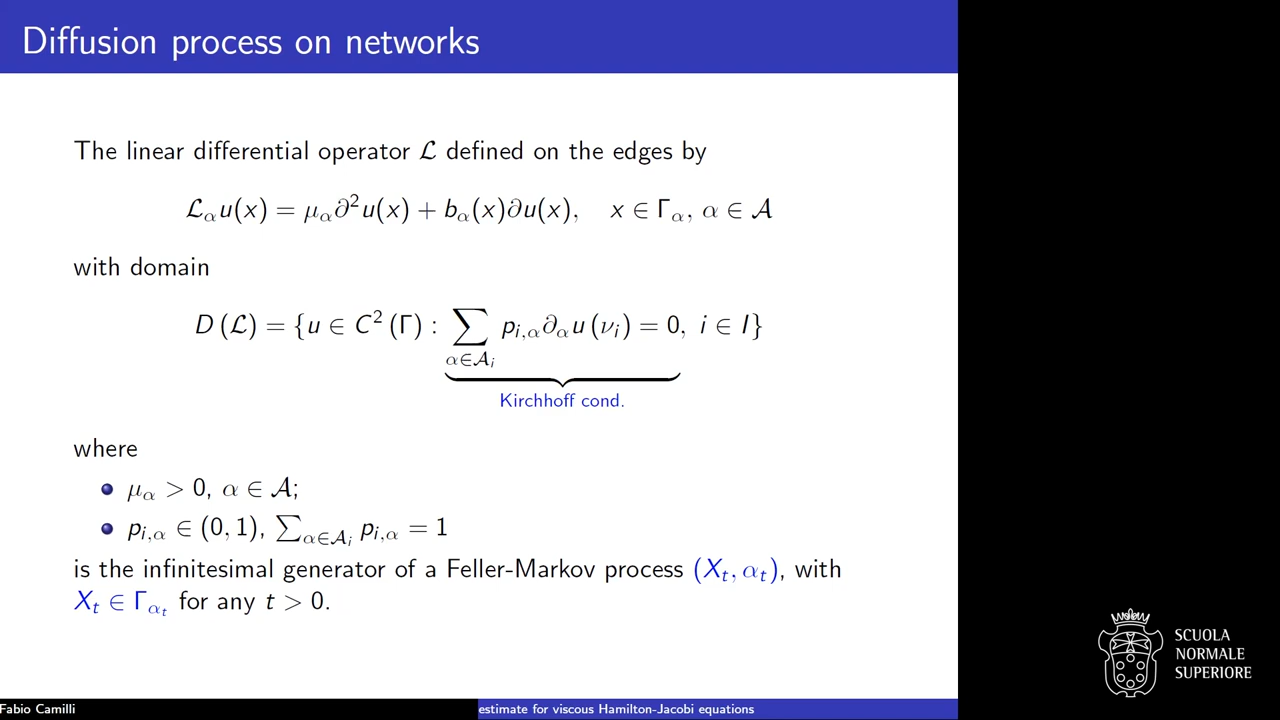 Diffusion process on networks
The linear differential operator ℒ defined on the edges by
ℒ_α u(x) = μ_α ∂² u(x) + b_α(x)∂u(x), x ∈ Γ_α, α ∈ 𝒜
with domain
D (ℒ) = {u ∈ C² (Γ) : ∑_{α∈𝒜_i} p_{i,α} ∂_α u (ν_i) = 0, i ∈ I}
Kirchhoff cond.
where
μ_α > 0, α ∈ 𝒜;
p_{i,α} ∈ (0, 1), ∑_{α∈𝒜_i} p_{i,α} = 1
is the infinitesimal generator of a Feller-Markov process (X_t, α_t), with
X_t ∈ Γ_{α_t} for any t > 0.
SCUOLA
NORMALE
SUPERIORE
Fabio Camilli
estimate for viscous Hamilton-Jacobi equations